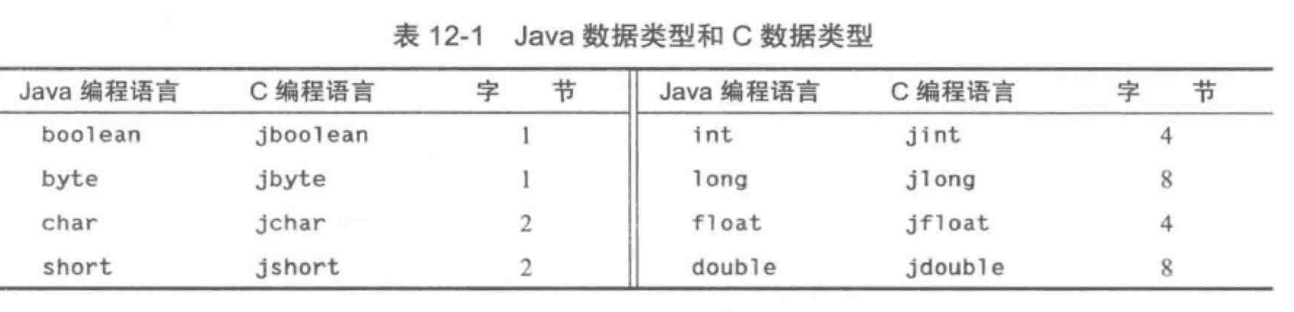 表 12-1 Java 数据类型和 C 数据类型
Java 编程语言 C 编程语言 字 节 Java 编程语言 C 编程语言 字 节
boolean jboolean 1 int jint 4
byte jbyte 1 long jlong 8
char jchar 2 float jfloat 4
short jshort 2 double jdouble 8